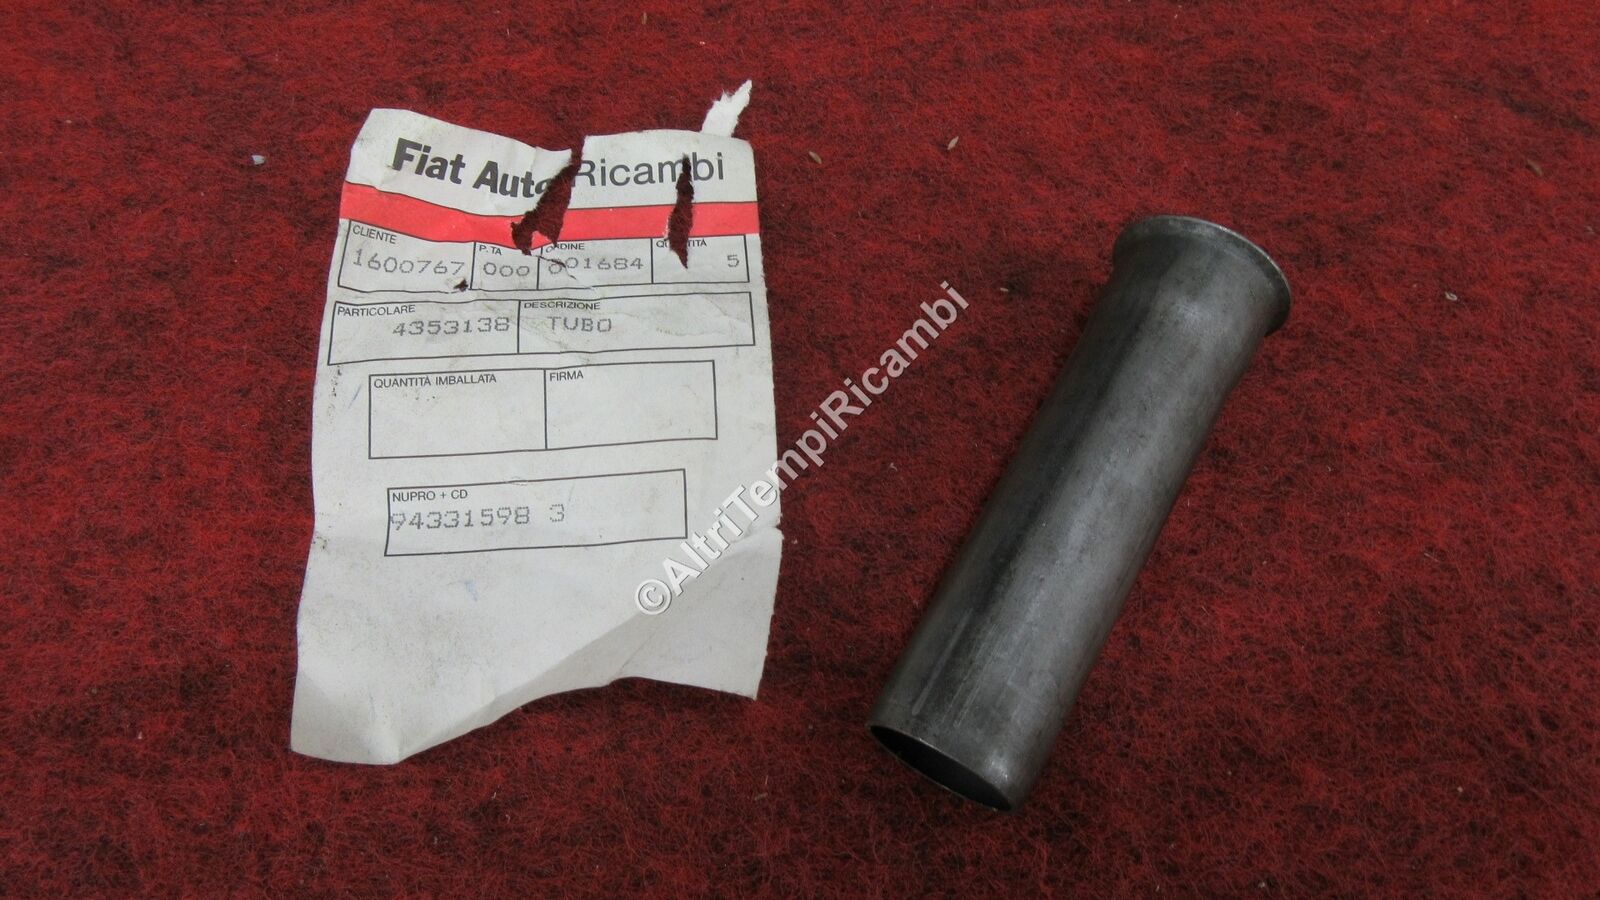 Fiat Auto Ricambi
CLIENTE P.TA ORDINE QUANTITÀ
1600767 000 001684 5
PARTICOLARE DESCRIZIONE
4353138 TUBO
QUANTITÀ IMBALLATA FIRMA
NUPRO + CD
94331598 3
©AltriTempiRicambi